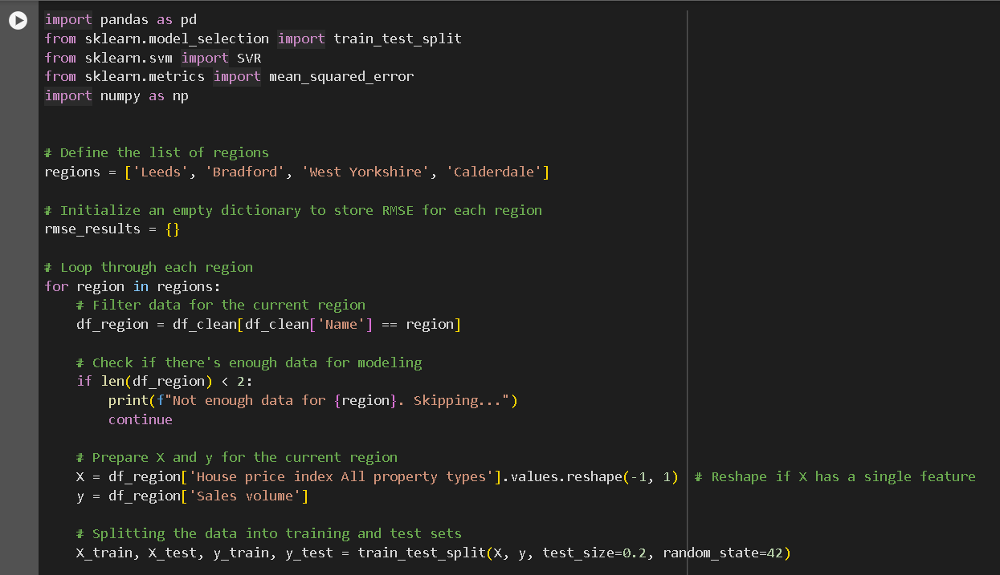 import pandas as pd
from sklearn.model_selection import train_test_split
from sklearn.svm import SVR
from sklearn.metrics import mean_squared_error
import numpy as np
# Define the list of regions
regions = ['Leeds', 'Bradford', 'West Yorkshire', 'Calderdale']
# Initialize an empty dictionary to store RMSE for each region
rmse_results = {}
# Loop through each region
for region in regions:
    # Filter data for the current region
    df_region = df_clean[df_clean['Name'] == region]
    # Check if there's enough data for modeling
    if len(df_region) < 2:
        print(f"Not enough data for {region}. Skipping...")
        continue
    # Prepare X and y for the current region
    X = df_region['House price index All property types'].values.reshape(-1, 1)  # Reshape if X has a single feature
    y = df_region['Sales volume']
    # Splitting the data into training and test sets
    X_train, X_test, y_train, y_test = train_test_split(X, y, test_size=0.2, random_state=42)